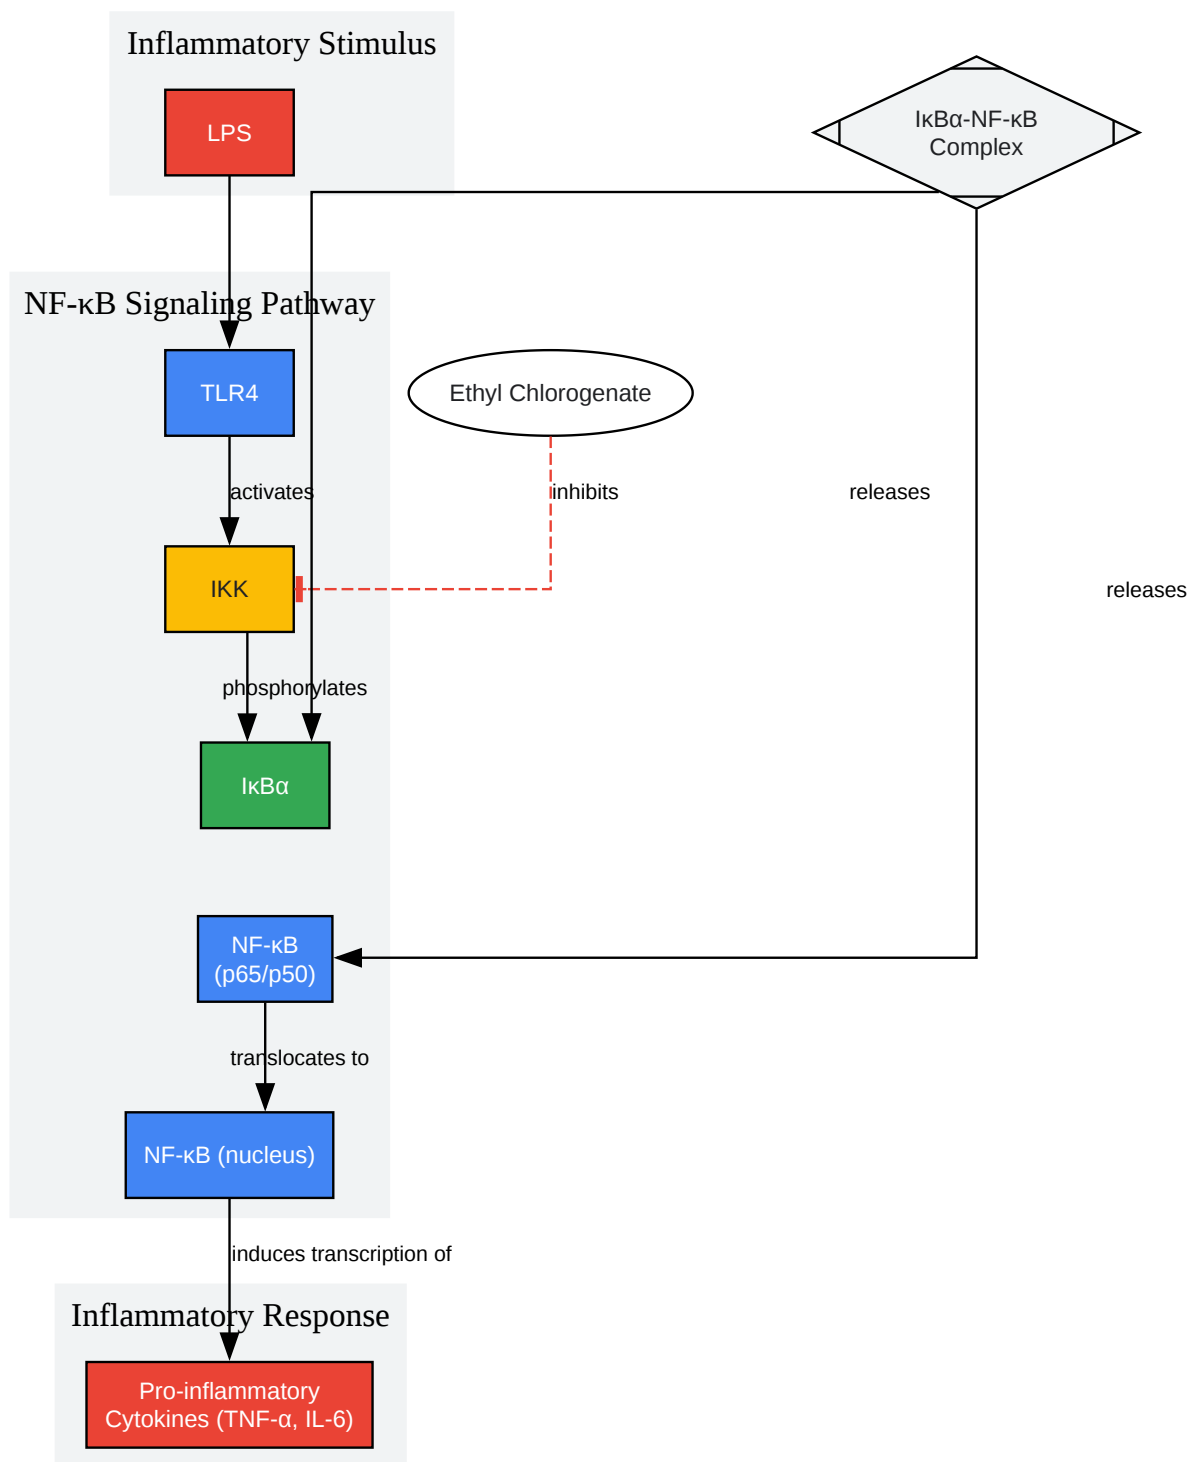 Inflammatory Stimulus
LPS
IκBα-NF-κB
Complex
NF-κB Signaling Pathway
TLR4
Ethyl Chlorogenate
activates
inhibits
releases
IKK
releases
phosphorylates
IκBα
NF-κB
(p65/p50)
translocates to
NF-κB (nucleus)
induces transcription of
Inflammatory Response
Pro-inflammatory
Cytokines (TNF-α, IL-6)